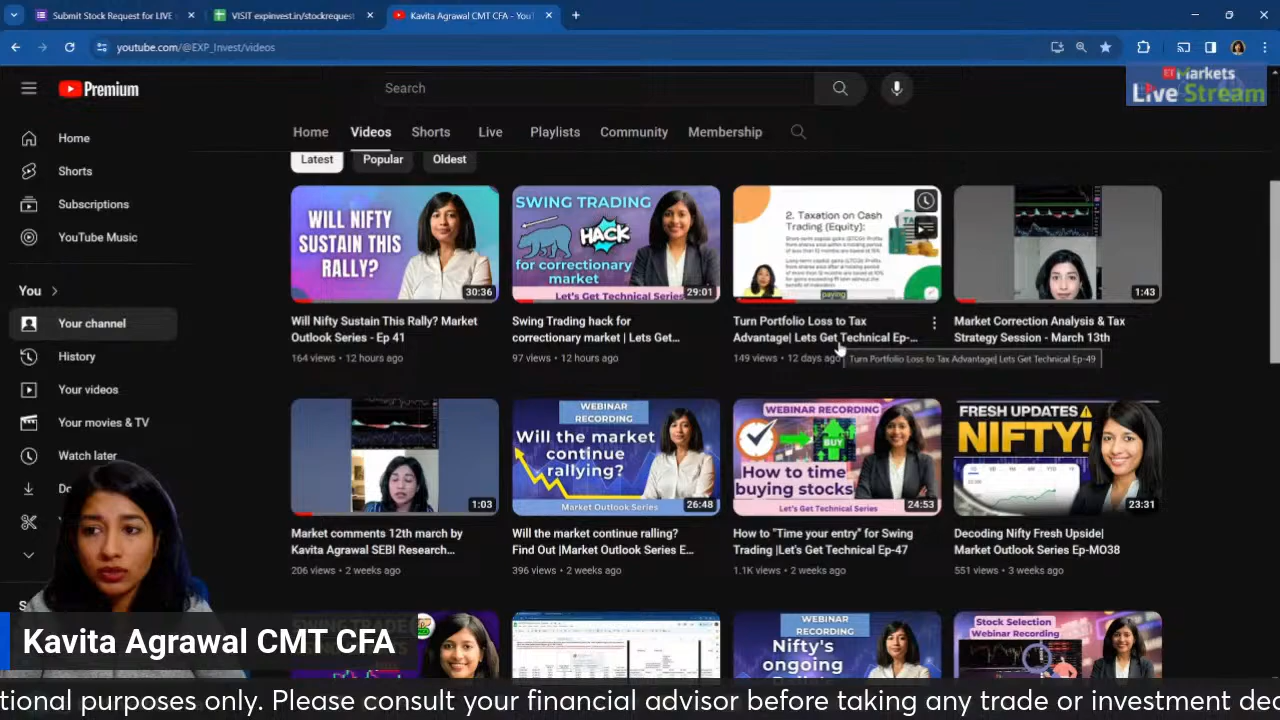 Submit Stock Request for LIVE
VISIT expinvest.in/stockrequest
Kavita Agrawal CMT CFA - You
youtube.com/@EXP_Invest/videos
Premium
Search
ET Markets
Live Stream
Home
Shorts
Subscriptions
YouTube Music
You
Your channel
History
Your videos
Your movies & TV
Watch later
Home Videos Shorts Live Playlists Community Membership
Latest Popular Oldest
WILL NIFTY
SUSTAIN THIS
RALLY?
30:36
Will Nifty Sustain This Rally? Market
Outlook Series - Ep 41
164 views • 12 hours ago
SWING TRADING
HACK
for correctionary
market
Let's Get Technical Series
29:01
Swing Trading hack for
correctionary market | Lets Get...
97 views • 12 hours ago
2. Taxation on Cash
Trading (Equity):
paying
Turn Portfolio Loss to Tax
Advantage| Lets Get Technical Ep-...
149 views • 12 days ago
Turn Portfolio Loss to Tax Advantage| Lets Get Technical Ep-49
1:43
Market Correction Analysis & Tax
Strategy Session - March 13th
1:03
Market comments 12th march by
Kavita Agrawal SEBI Research...
206 views • 2 weeks ago
WEBINAR
RECORDING
Will the market
continue
rallying?
Market Outlook Series
26:48
Will the market continue ralling?
Find Out |Market Outlook Series E...
396 views • 2 weeks ago
WEBINAR RECORDING
BUY
How to time
buying stocks
Let's Get Technical Series
24:53
How to "Time your entry" for Swing
Trading |Let's Get Technical Ep-47
1.1K views • 2 weeks ago
FRESH UPDATES
NIFTY!
23:31
Decoding Nifty Fresh Upside|
Market Outlook Series Ep-MO38
551 views • 3 weeks ago
WEBINAR
RECORDING
Nifty's
ongoing
Stock Selection
Webinar Recording
Kavita Agrawal CMT CFA
tional purposes only. Please consult your financial advisor before taking any trade or investment dec